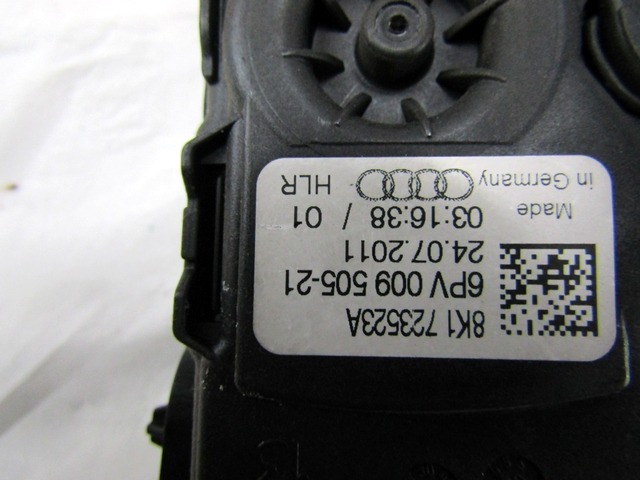 8K1 723523A
6PV 009 505-21
24.07.2011
03:16:38 / 01
Made
in Germany
HLR